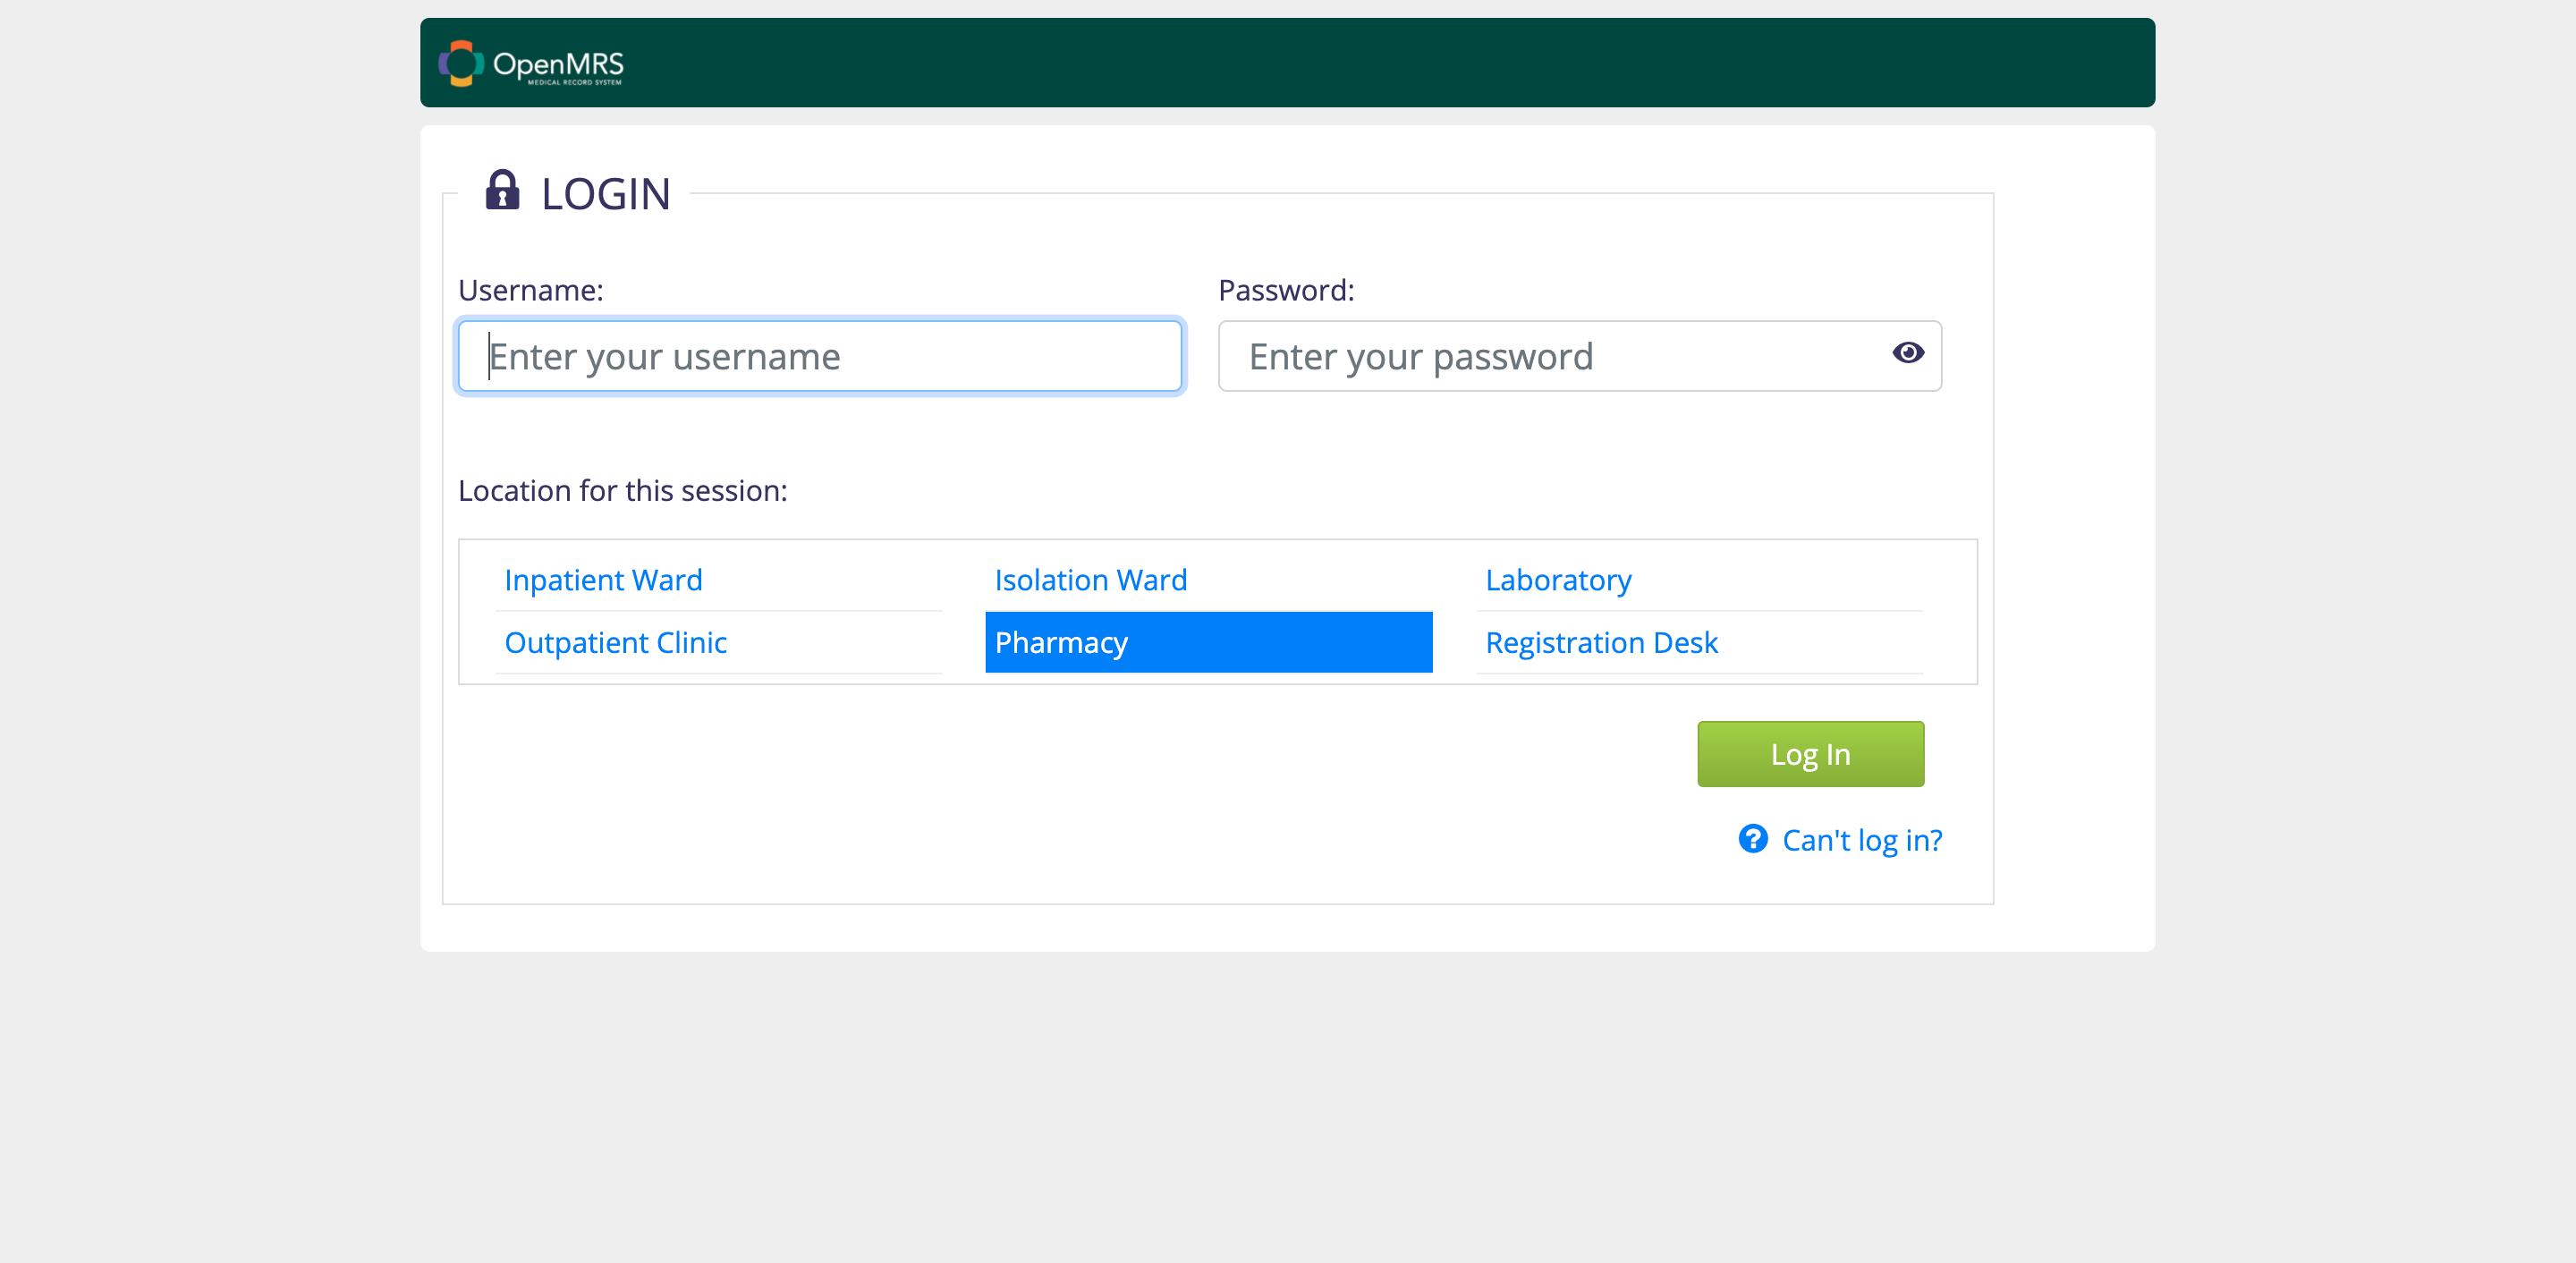 OpenMRS
MEDICAL RECORD SYSTEM
LOGIN
Username:
Password:
Enter your username
Enter your password
Location for this session:
Inpatient Ward
Isolation Ward
Laboratory
Outpatient Clinic
Pharmacy
Registration Desk
Log In
? Can't log in?